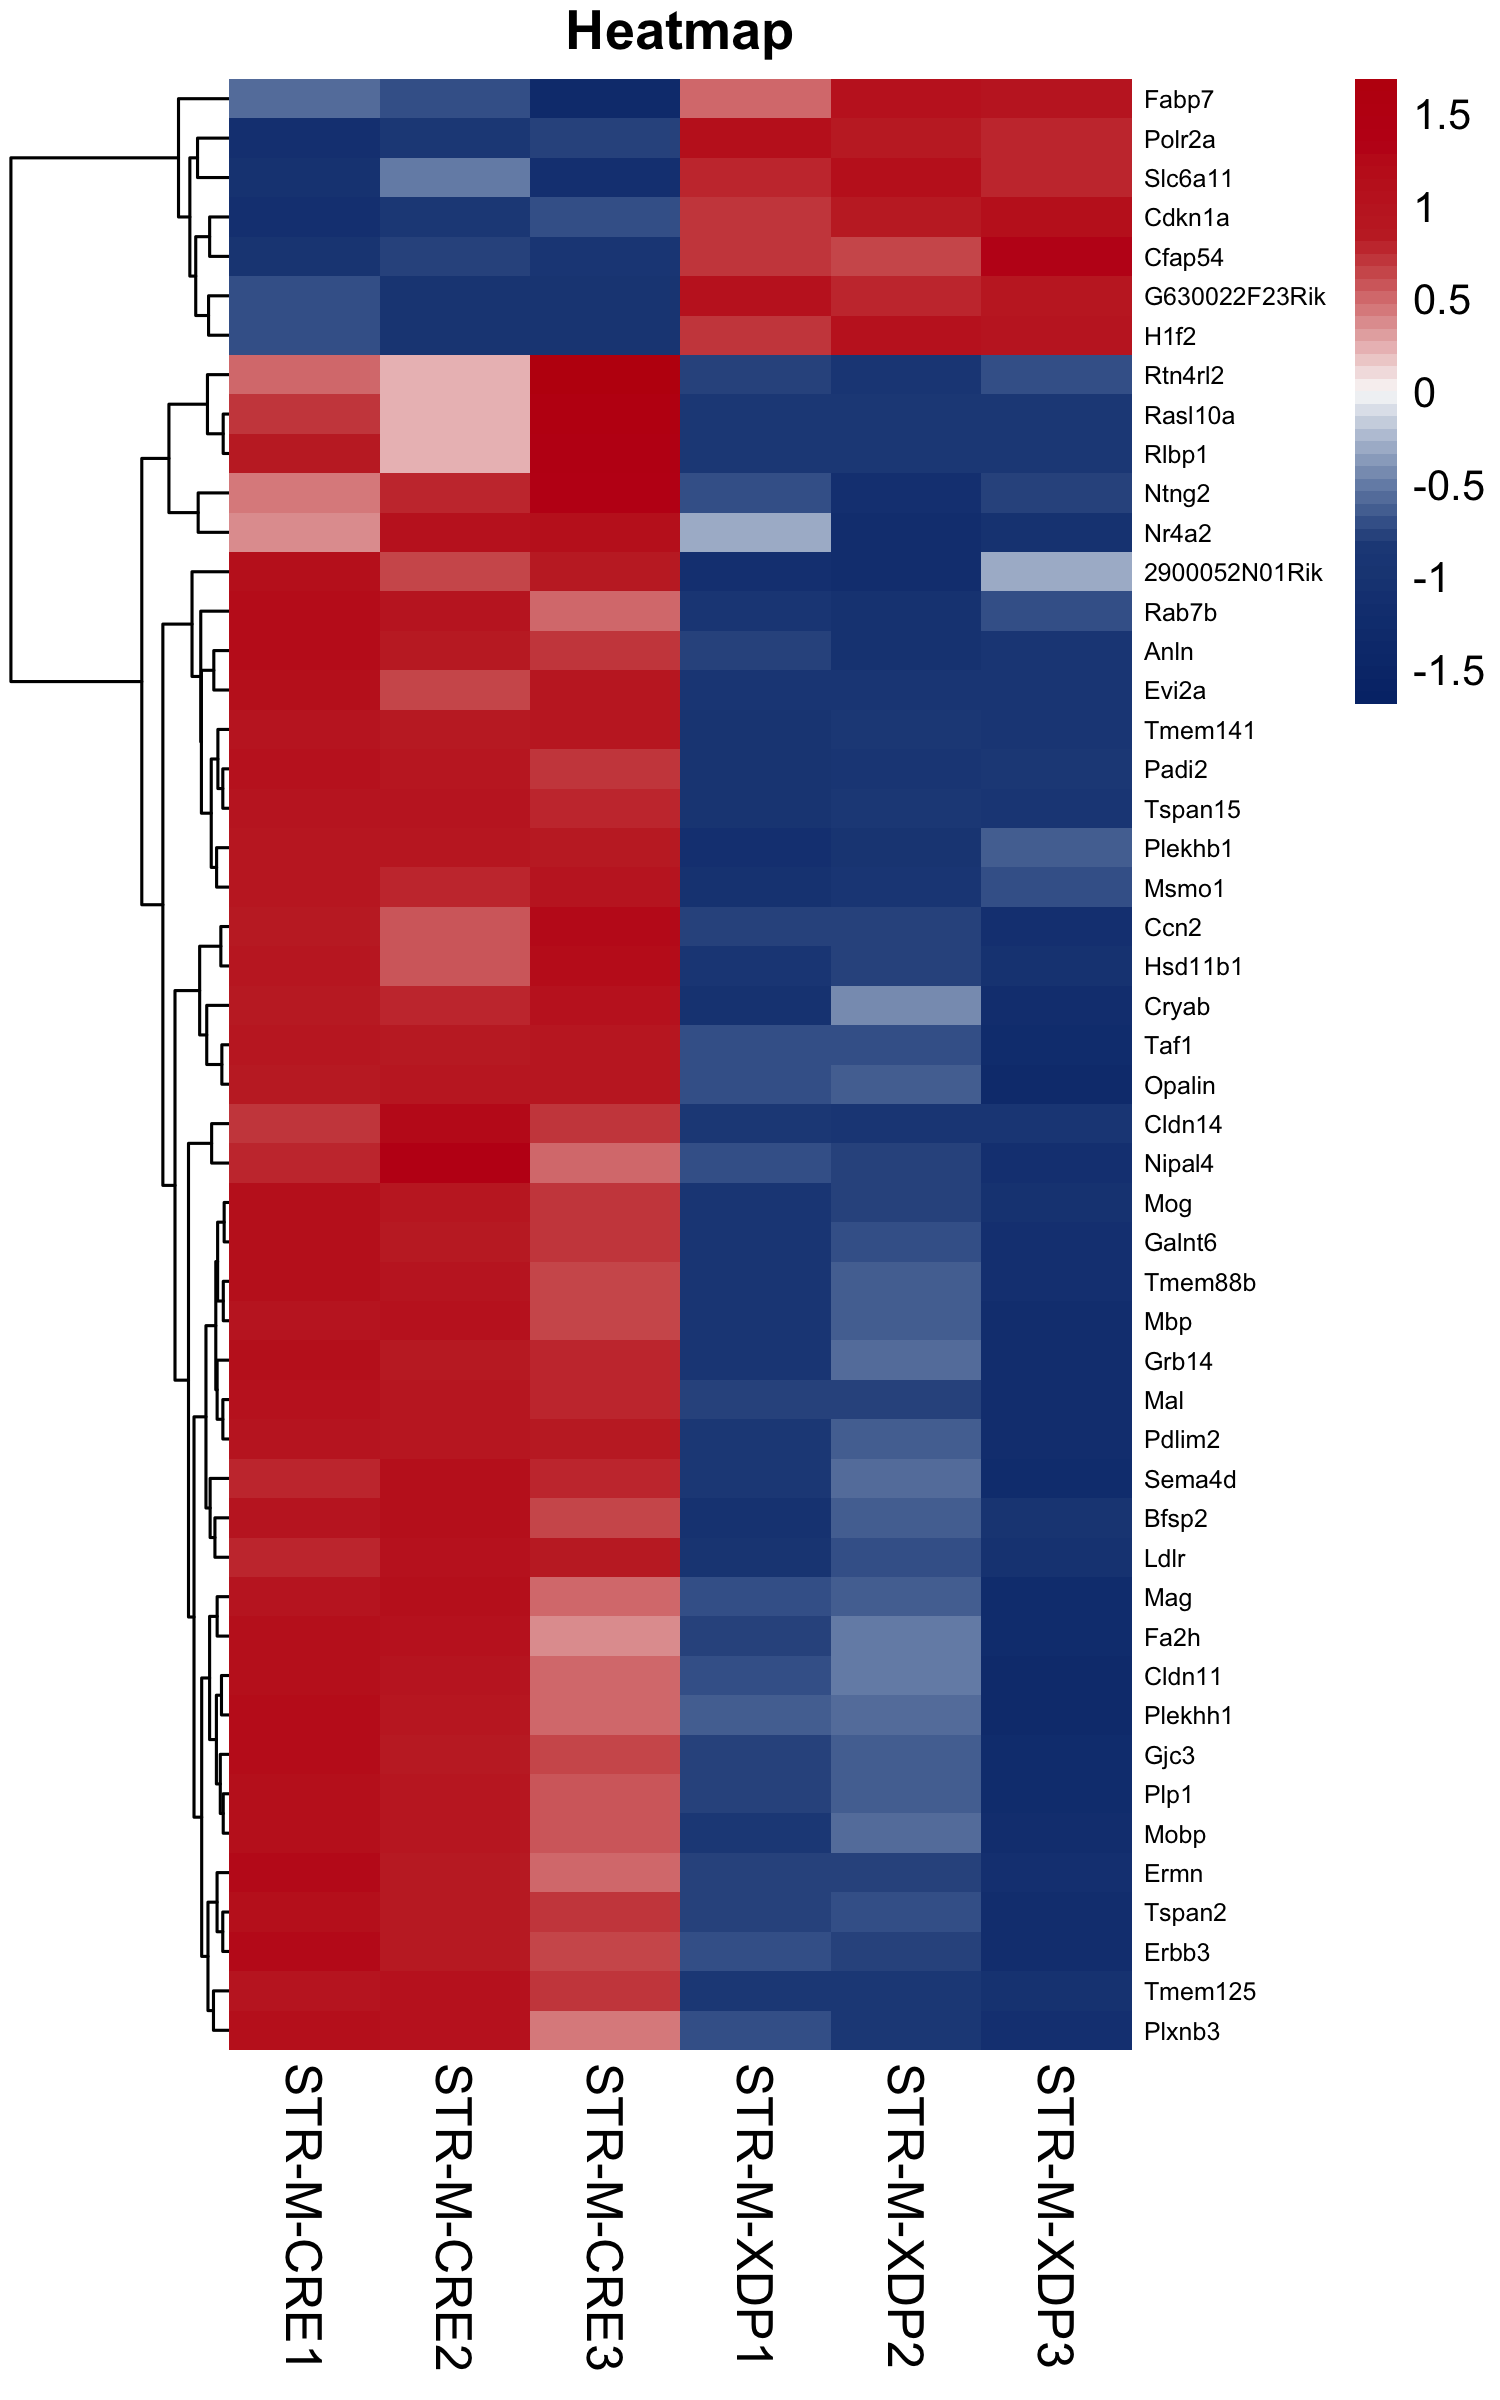 Heatmap
Fabp7
Polr2a
Slc6a11
Cdkn1a
Cfap54
G630022F23Rik
H1f2
Rtn4rl2
Rasl10a
Rlbp1
Ntng2
Nr4a2
2900052N01Rik
Rab7b
Anln
Evi2a
Tmem141
Padi2
Tspan15
Plekhb1
Msmo1
Ccn2
Hsd11b1
Cryab
Taf1
Opalin
Cldn14
Nipal4
Mog
Galnt6
Tmem88b
Mbp
Grb14
Mal
Pdlim2
Sema4d
Bfsp2
Ldlr
Mag
Fa2h
Cldn11
Plekhh1
Gjc3
Plp1
Mobp
Ermn
Tspan2
Erbb3
Tmem125
Plxnb3
1.5
1
0.5
0
-0.5
-1
-1.5
STR-M-CRE1
STR-M-CRE2
STR-M-CRE3
STR-M-XDP1
STR-M-XDP2
STR-M-XDP3